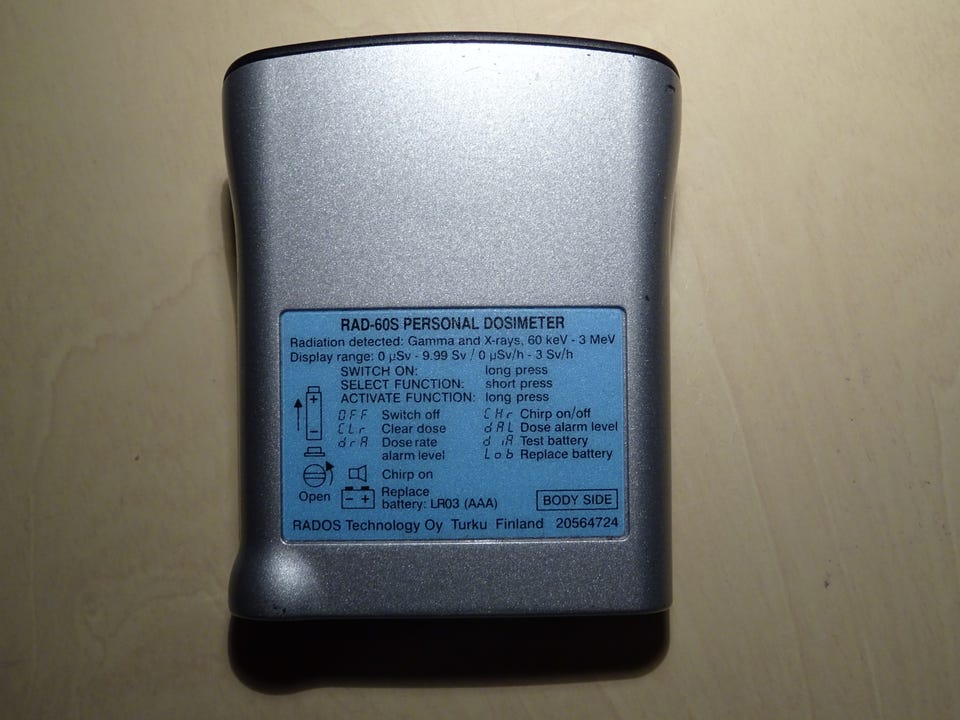 RAD-60S PERSONAL DOSIMETER
Radiation detected: Gamma and X-rays, 60 keV - 3 MeV
Display range: 0 µSv - 9.99 Sv / 0 µSv/h - 3 Sv/h
SWITCH ON: long press
SELECT FUNCTION: short press
ACTIVATE FUNCTION: long press
OFF Switch off CHr Chirp on/off
CLr Clear dose dAL Dose alarm level
drA Dose rate d iA Test battery
alarm level Lob Replace battery
Chirp on
Open Replace
battery: LR03 (AAA) BODY SIDE
RADOS Technology Oy Turku Finland 20564724